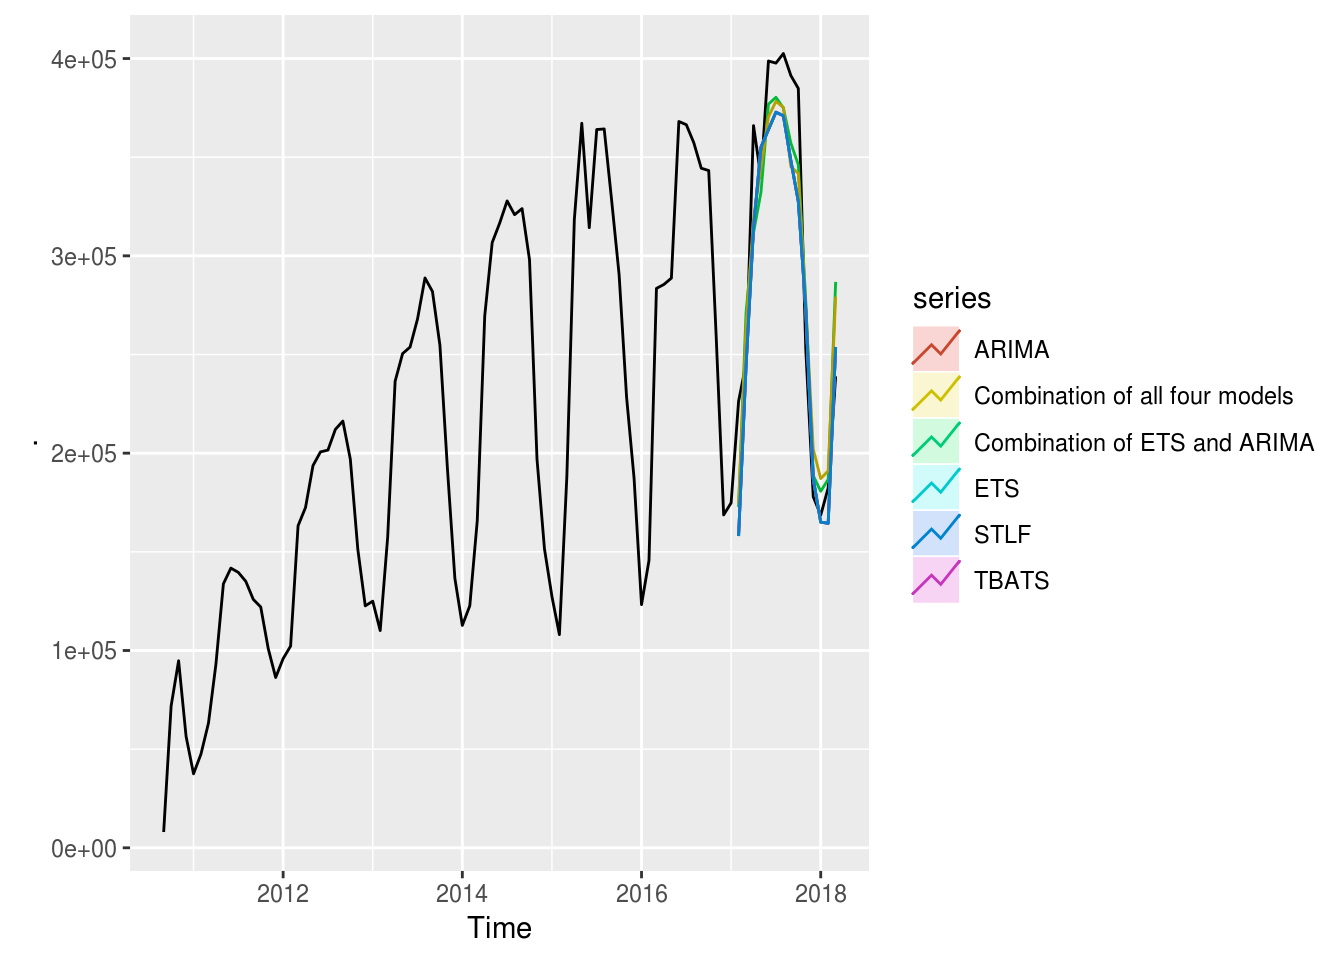 4e+05
3e+05
2e+05
1e+05
0e+00
.
2012 2014 2016 2018
Time
series
ARIMA
Combination of all four models
Combination of ETS and ARIMA
ETS
STLF
TBATS